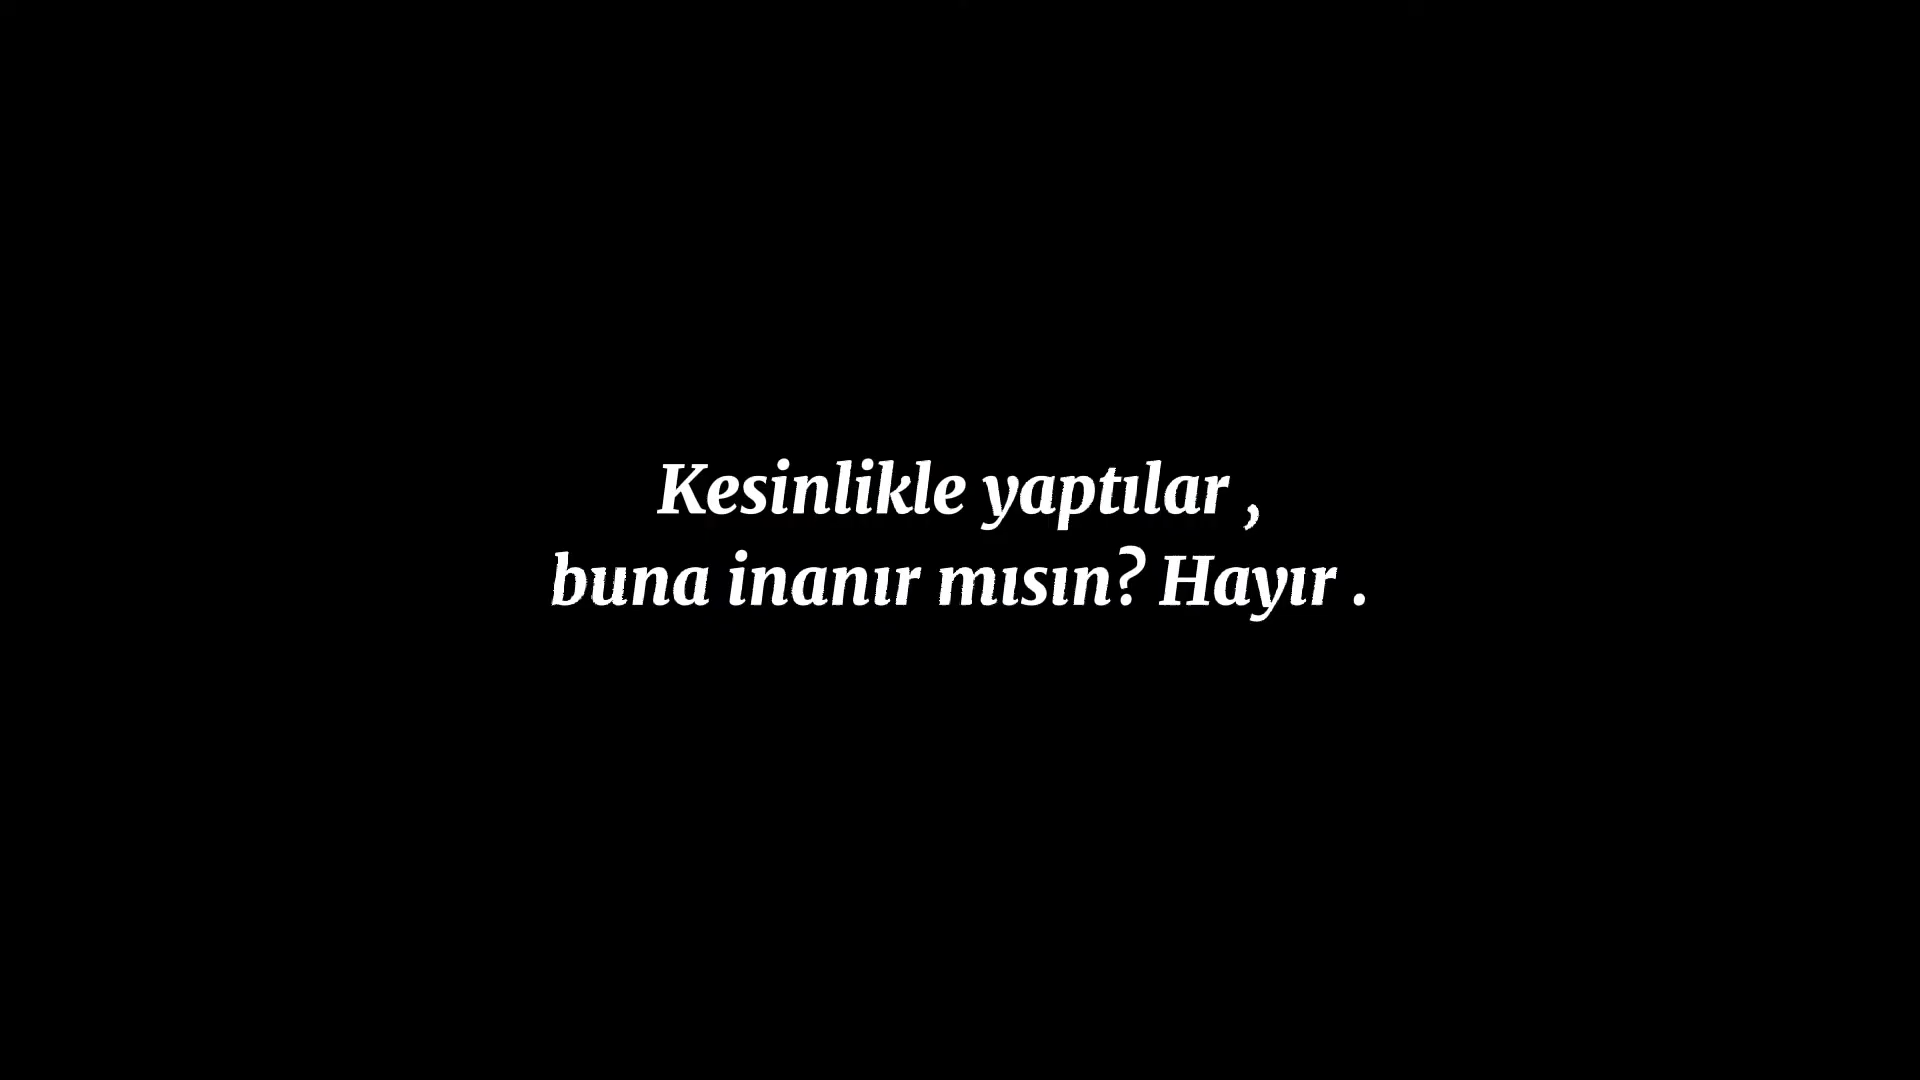 Kesinlikle yaptılar ,
buna inanır mısın? Hayır .